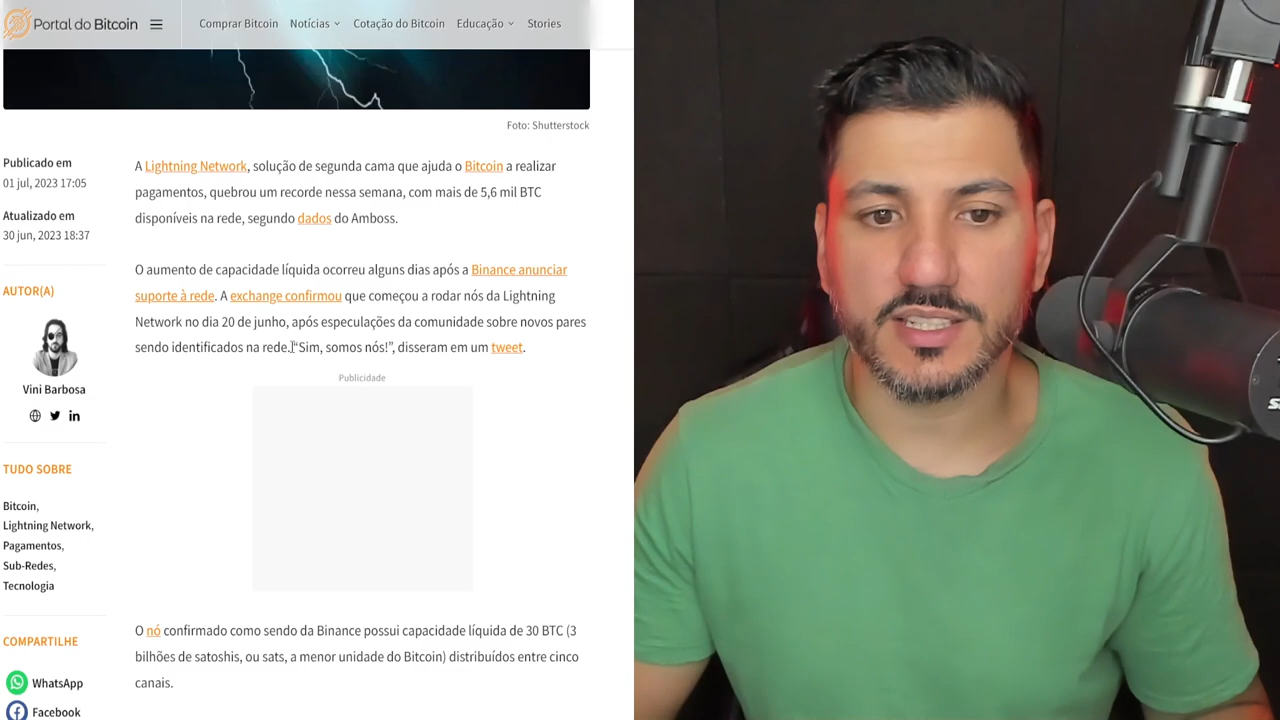 Portal do Bitcoin
Comprar Bitcoin
Notícias
Cotação do Bitcoin
Educação
Stories
Foto: Shutterstock
Publicado em
01 jul, 2023 17:05
Atualizado em
30 jun, 2023 18:37
AUTOR(A)
Vini Barbosa
TUDO SOBRE
Bitcoin,
Lightning Network,
Pagamentos,
Sub-Redes,
Tecnologia
COMPARTILHE
WhatsApp
Facebook
A Lightning Network, solução de segunda cama que ajuda o Bitcoin a realizar
pagamentos, quebrou um recorde nessa semana, com mais de 5,6 mil BTC
disponíveis na rede, segundo dados do Amboss.
O aumento de capacidade líquida ocorreu alguns dias após a Binance anunciar
suporte à rede. A exchange confirmou que começou a rodar nós da Lightning
Network no dia 20 de junho, após especulações da comunidade sobre novos pares
sendo identificados na rede. “Sim, somos nós!”, disseram em um tweet.
Publicidade
O nó confirmado como sendo da Binance possui capacidade líquida de 30 BTC (3
bilhões de satoshis, ou sats, a menor unidade do Bitcoin) distribuídos entre cinco
canais.